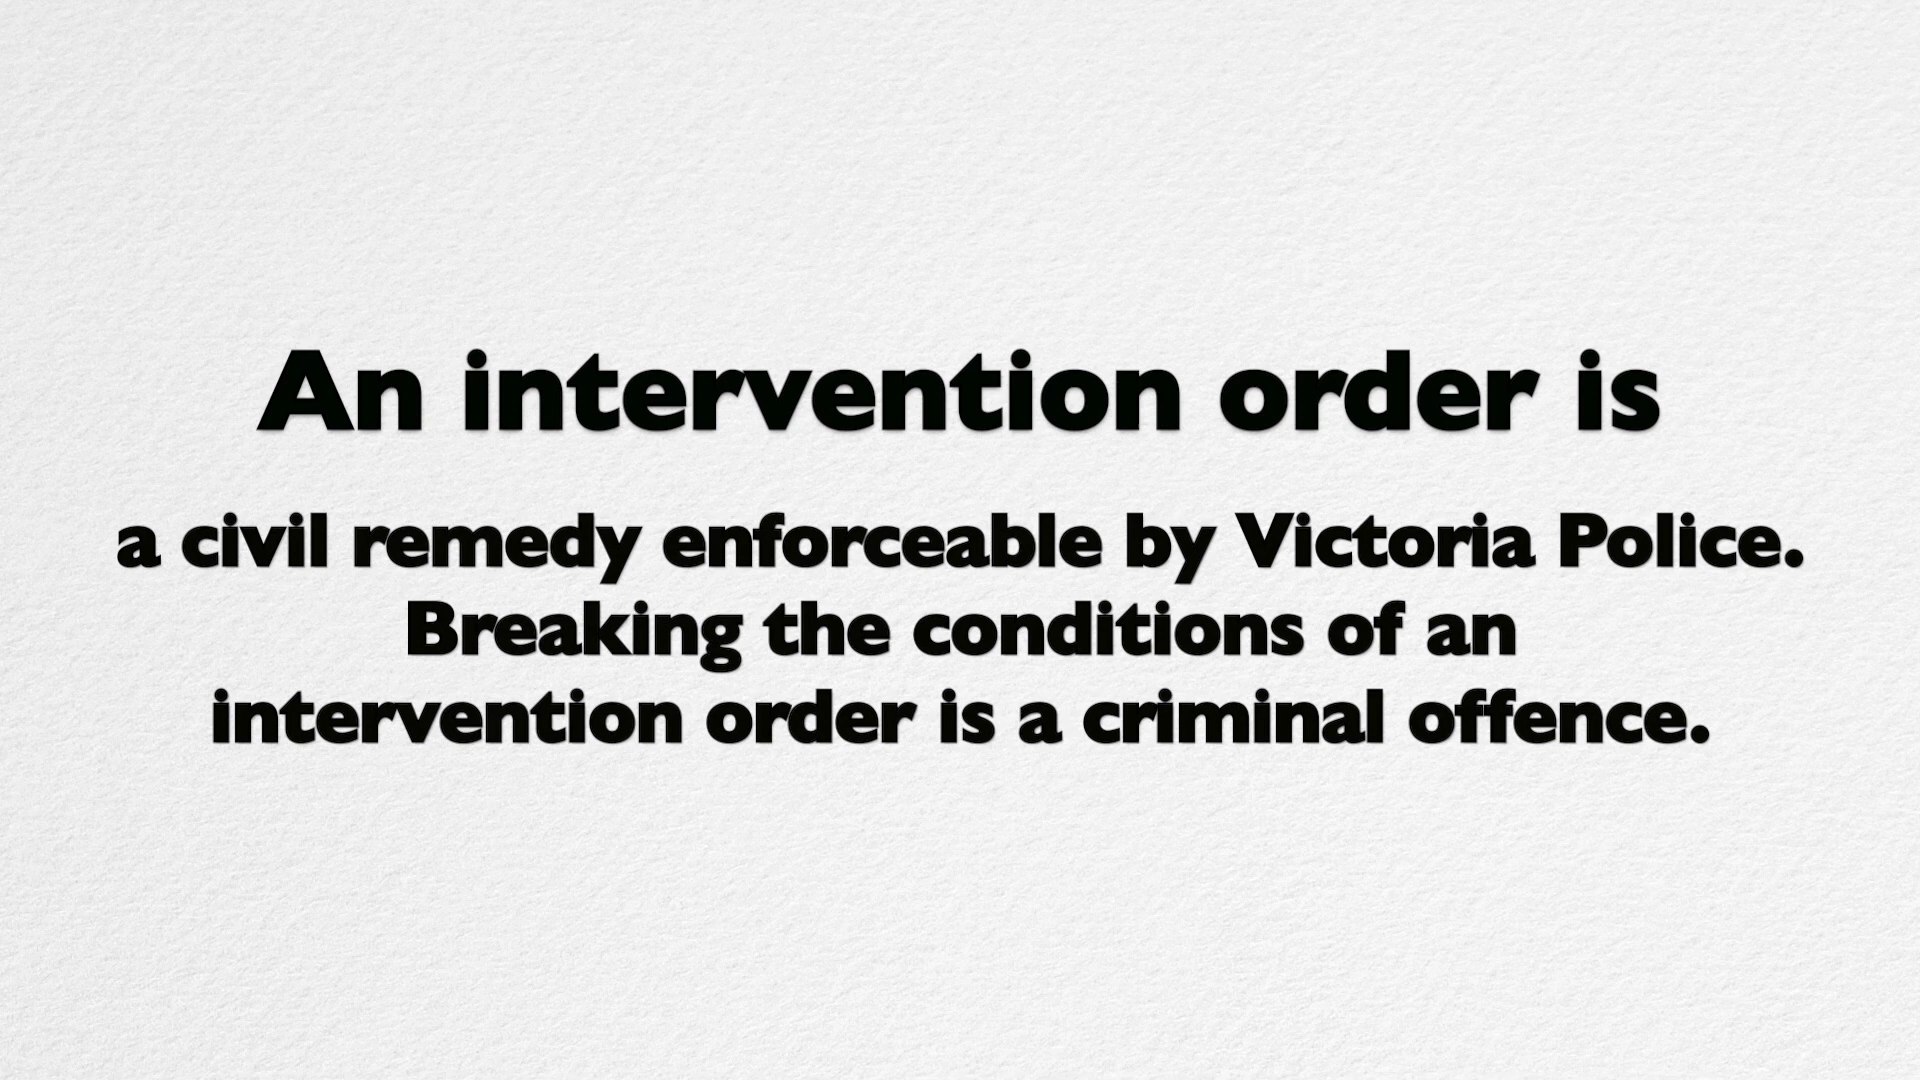 An intervention order is
a civil remedy enforceable by Victoria Police.
Breaking the conditions of an
intervention order is a criminal offence.